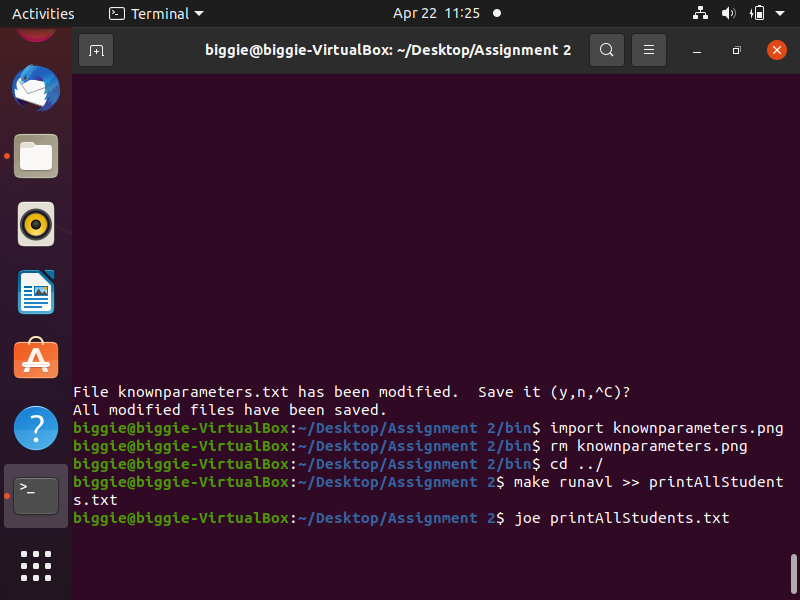 Activities Terminal Apr 22 11:25
biggie@biggie-VirtualBox: ~/Desktop/Assignment 2
File knownparameters.txt has been modified.  Save it (y,n,^C)?
All modified files have been saved.
biggie@biggie-VirtualBox:~/Desktop/Assignment 2/bin$ import knownparameters.png
biggie@biggie-VirtualBox:~/Desktop/Assignment 2/bin$ rm knownparameters.png
biggie@biggie-VirtualBox:~/Desktop/Assignment 2/bin$ cd ../
biggie@biggie-VirtualBox:~/Desktop/Assignment 2$ make runavl >> printAllStudent
s.txt
biggie@biggie-VirtualBox:~/Desktop/Assignment 2$ joe printAllStudents.txt